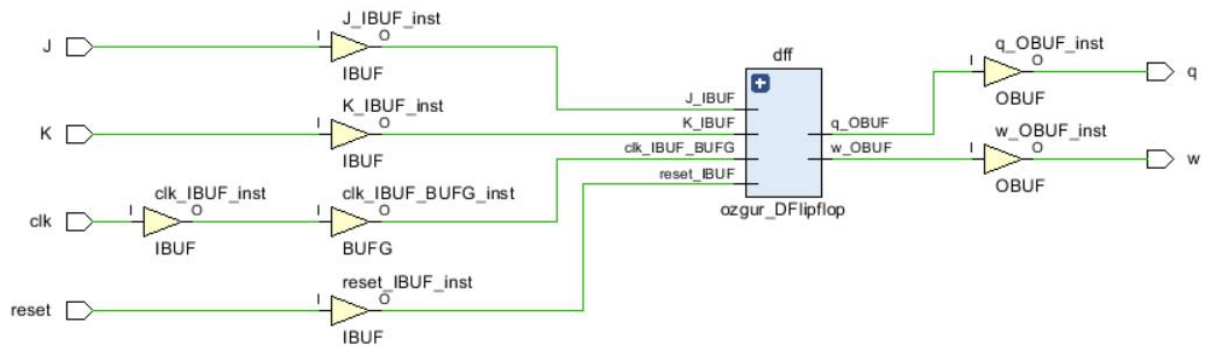 J_IBUF_inst
J I O
IBUF
K_IBUF_inst
K I O
IBUF
clk_IBUF_inst clk_IBUF_BUFG_inst
clk I O I O
IBUF BUFG
reset_IBUF_inst
reset I O
IBUF
dff
J_IBUF
K_IBUF q_OBUF
clk_IBUF_BUFG w_OBUF
reset_IBUF
ozgur_DFlipflop
q_OBUF_inst
I O q
OBUF
w_OBUF_inst
I O w
OBUF